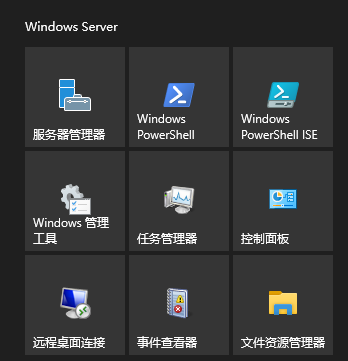 Windows Server
服务器管理器
Windows
PowerShell
Windows
PowerShell ISE
Windows 管理
工具
任务管理器
控制面板
远程桌面连接
事件查看器
文件资源管理器